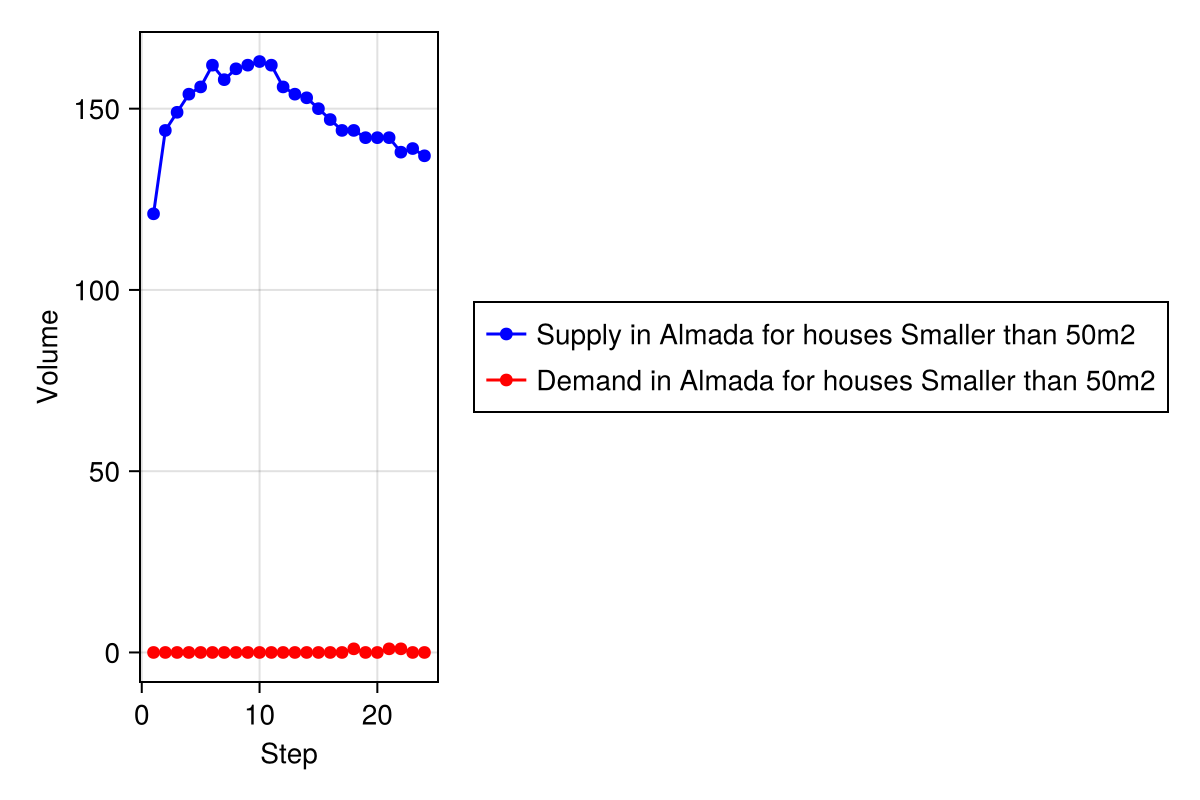 Volume
150
100
50
0
0 10 20
Step
Supply in Almada for houses Smaller than 50m2
Demand in Almada for houses Smaller than 50m2